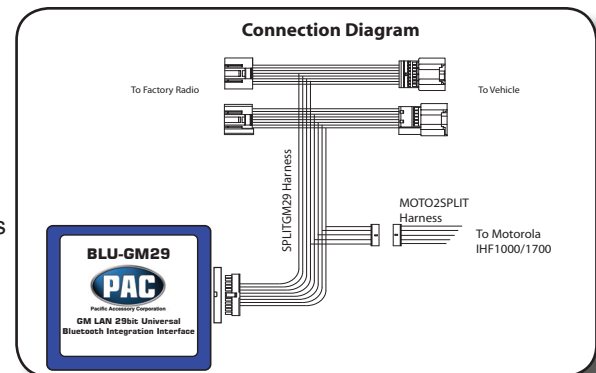 Connection Diagram
To Factory Radio
To Vehicle
SPLITGM29 Harness
MOTO2SPLIT
Harness
To Motorola
IHF1000/1700
s
BLU-GM29
PAC
Pacific Accessory Corporation
GM LAN 29bit Universal
Bluetooth Integration Interface